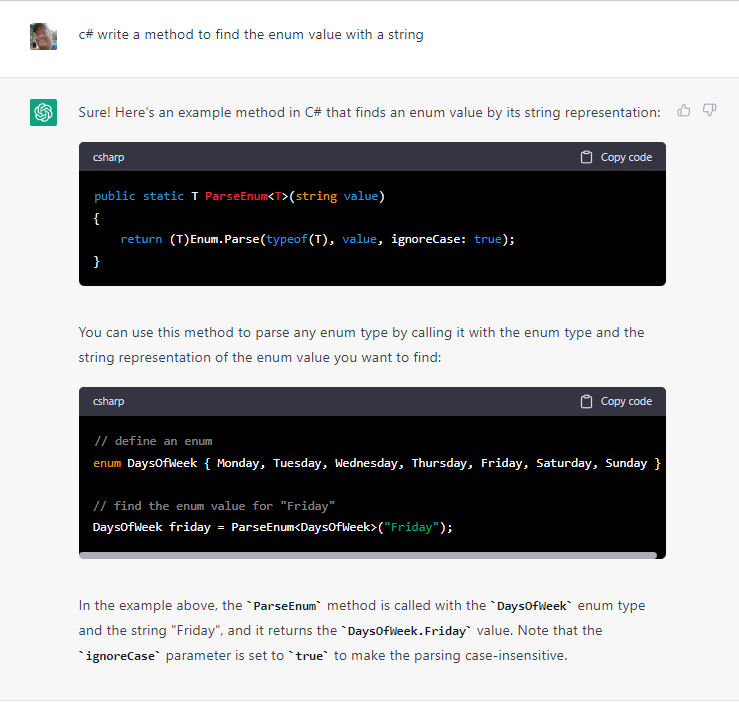 c# write a method to find the enum value with a string
Sure! Here's an example method in C# that finds an enum value by its string representation:
csharp
Copy code
public static T ParseEnum<T>(string value)
{
    return (T)Enum.Parse(typeof(T), value, ignoreCase: true);
}
You can use this method to parse any enum type by calling it with the enum type and the
string representation of the enum value you want to find:
csharp
Copy code
// define an enum
enum DaysOfWeek { Monday, Tuesday, Wednesday, Thursday, Friday, Saturday, Sunday }
// find the enum value for "Friday"
DaysOfWeek friday = ParseEnum<DaysOfWeek>("Friday");
In the example above, the `ParseEnum` method is called with the `DaysOfWeek` enum type
and the string "Friday", and it returns the `DaysOfWeek.Friday` value. Note that the
`ignoreCase` parameter is set to `true` to make the parsing case-insensitive.